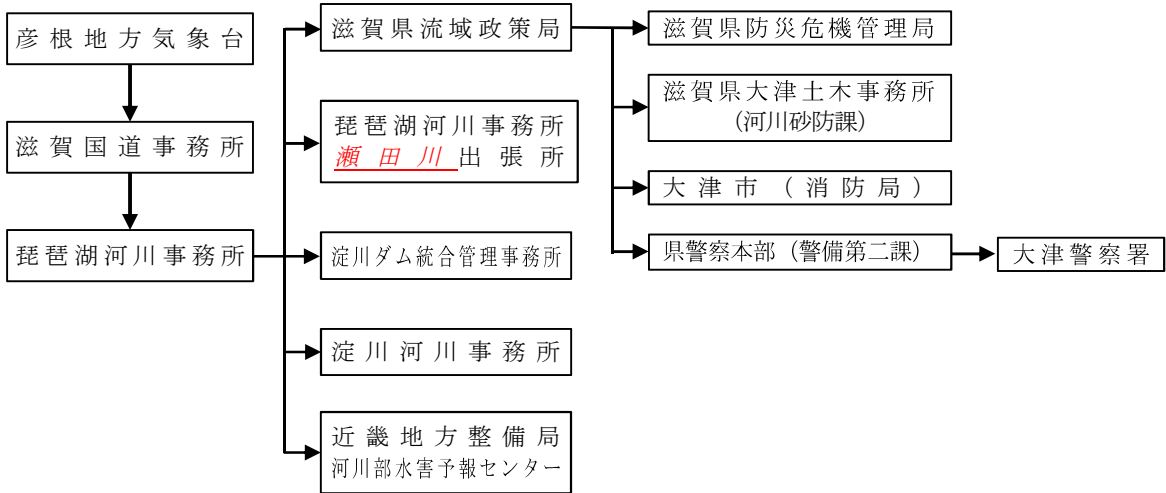 彦根地方気象台
滋賀国道事務所
琵琶湖河川事務所
滋賀県流域政策局
琵琶湖河川事務所
瀬田川出張所
淀川ダム統合管理事務所
淀川河川事務所
近畿地方整備局
河川部水害予報センター
滋賀県防災危機管理局
滋賀県大津土木事務所
(河川砂防課)
大津市(消防局)
県警察本部(警備第二課)
大津警察署